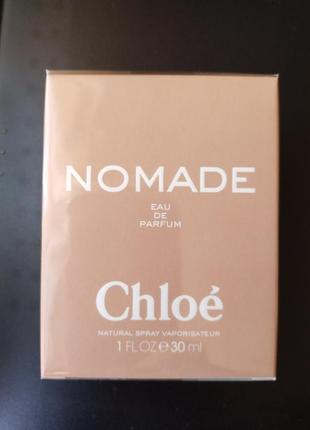 NOMADE
EAU
DE
PARFUM
Chloé
NATURAL SPRAY VAPORISATEUR
1 FL OZ ℮ 30 ml